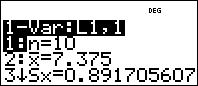 DEG
1-Var:L1,1
1:n=10
2:x̄=7.375
3↓Sx=0.891705607